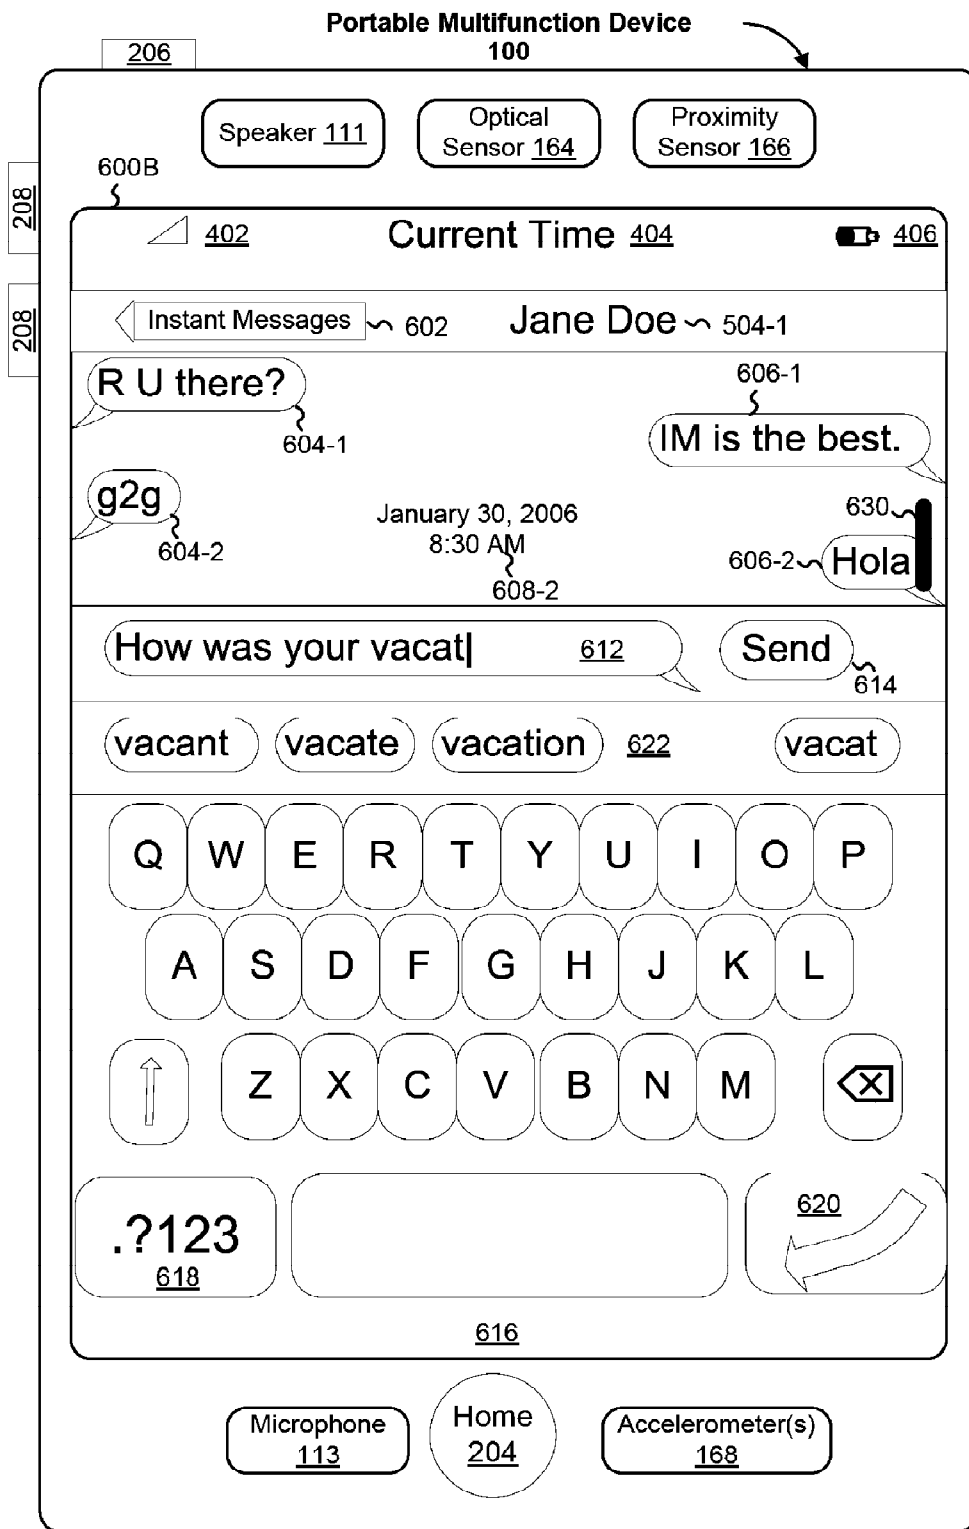 Portable Multifunction Device
100
206
Speaker 111
Optical
Sensor 164
Proximity
Sensor 166
600B
208
402
Current Time 404
406
208
Instant Messages
602
Jane Doe
504-1
R U there?
604-1
606-1
IM is the best.
g2g
604-2
January 30, 2006
8:30 AM
608-2
630
606-2
Hola
How was your vacat
612
Send
614
vacant
vacate
vacation
622
vacat
Q W E R T Y U I O P
A S D F G H J K L
Z X C V B N M
.?123
618
620
616
Microphone
113
Home
204
Accelerometer(s)
168